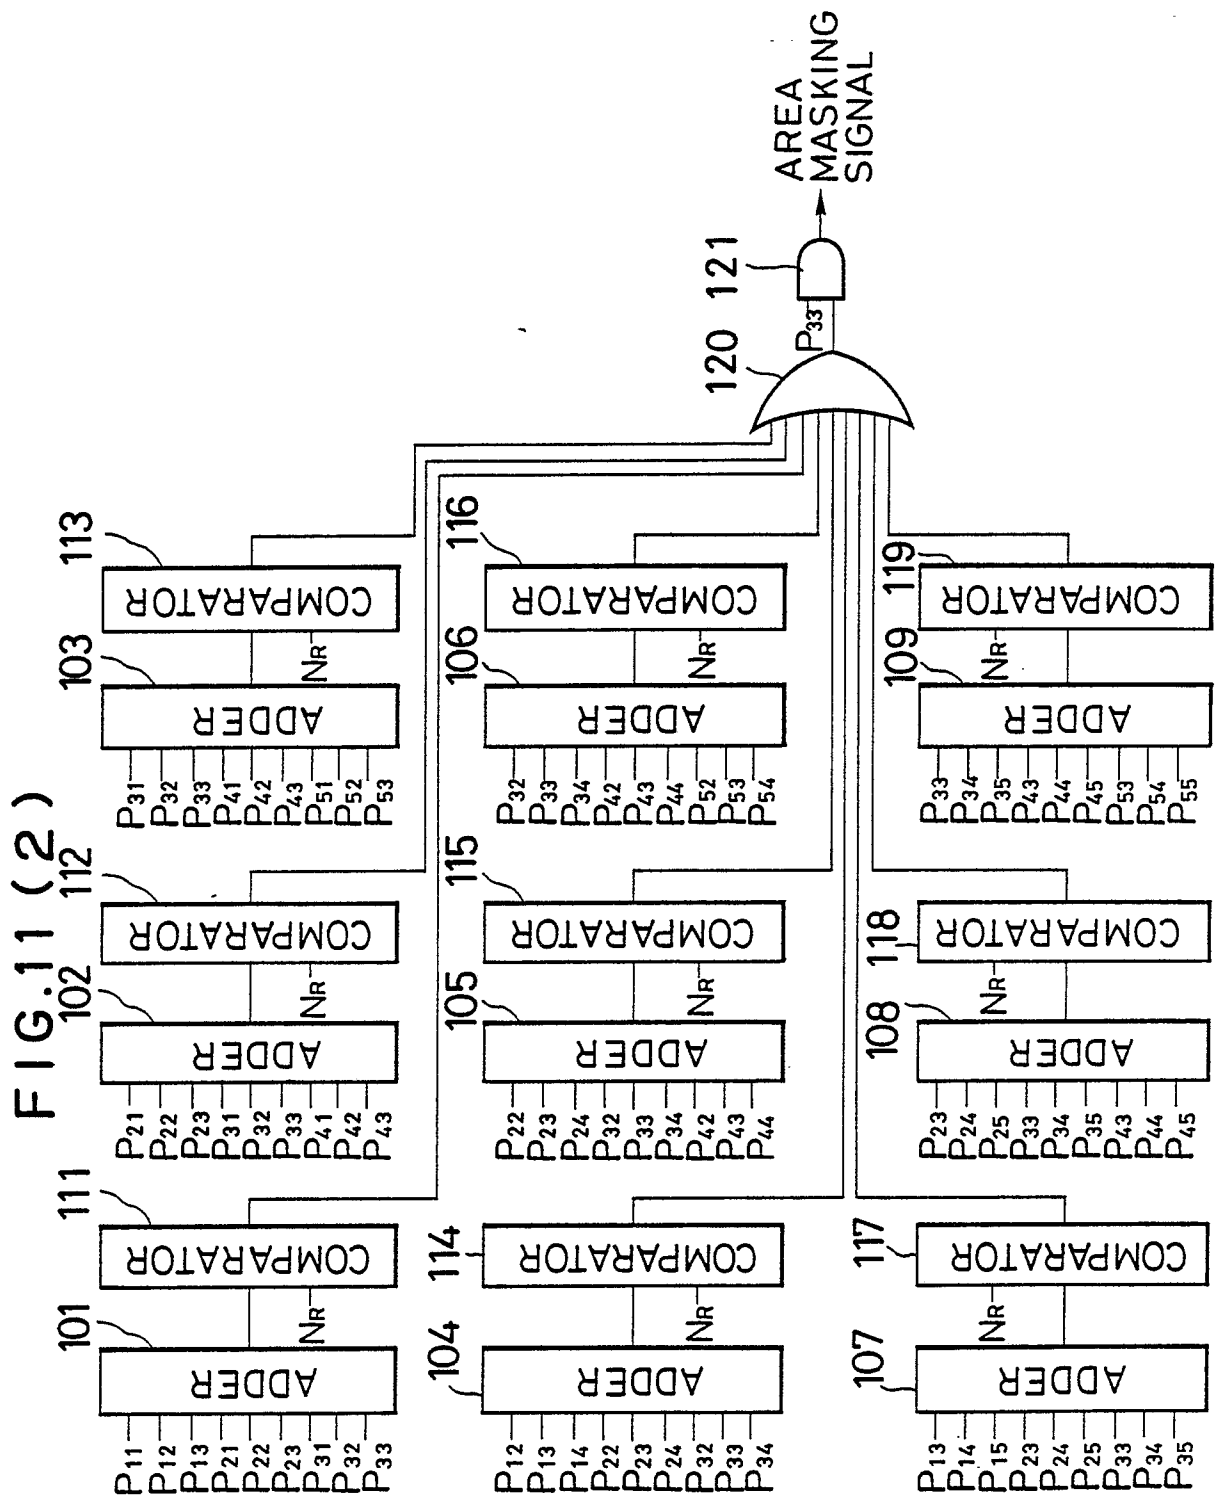 FIG.11 (2)
101
111
102
112
103
113
P11
P12
P13
P21
P22
P23
P31
P32
P33
ADDER
NR
COMPARATOR
P21
P22
P23
P31
P32
P33
P41
P42
P43
ADDER
NR
COMPARATOR
P31
P32
P33
P41
P42
P43
P51
P52
P53
ADDER
NR
COMPARATOR
104
114
105
115
106
116
P12
P13
P14
P22
P23
P24
P32
P33
P34
ADDER
NR
COMPARATOR
P22
P23
P24
P32
P33
P34
P42
P43
P44
ADDER
NR
COMPARATOR
P32
P33
P34
P42
P43
P44
P52
P53
P54
ADDER
NR
COMPARATOR
120
P33
121
AREA
MASKING
SIGNAL
107
117
108
118
109
119
P13
P14
P15
P23
P24
P25
P33
P34
P35
ADDER
NR
COMPARATOR
P23
P24
P25
P33
P34
P35
P43
P44
P45
ADDER
NR
COMPARATOR
P33
P34
P35
P43
P44
P45
P53
P54
P55
ADDER
NR
COMPARATOR